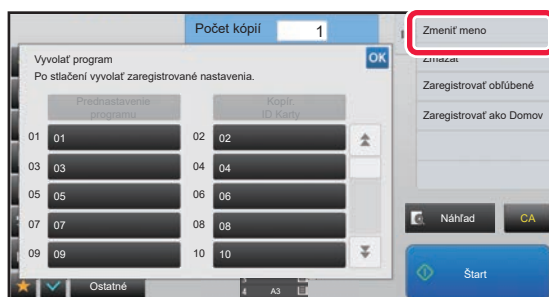 Počet kópií 1
Zmeniť meno
Zmazať
Zaregistrovať obľúbené
Zaregistrovať ako Domov
Vyvolať program
OK
Po stlačení vyvolať zaregistrované nastavenia.
Prednastavenie
programu
Kopír.
ID Karty
01 01
02 02
03 03
04 04
05 05
06 06
07 07
08 08
09 09
10 10
Náhľad
CA
Štart
Ostatné
4 A3